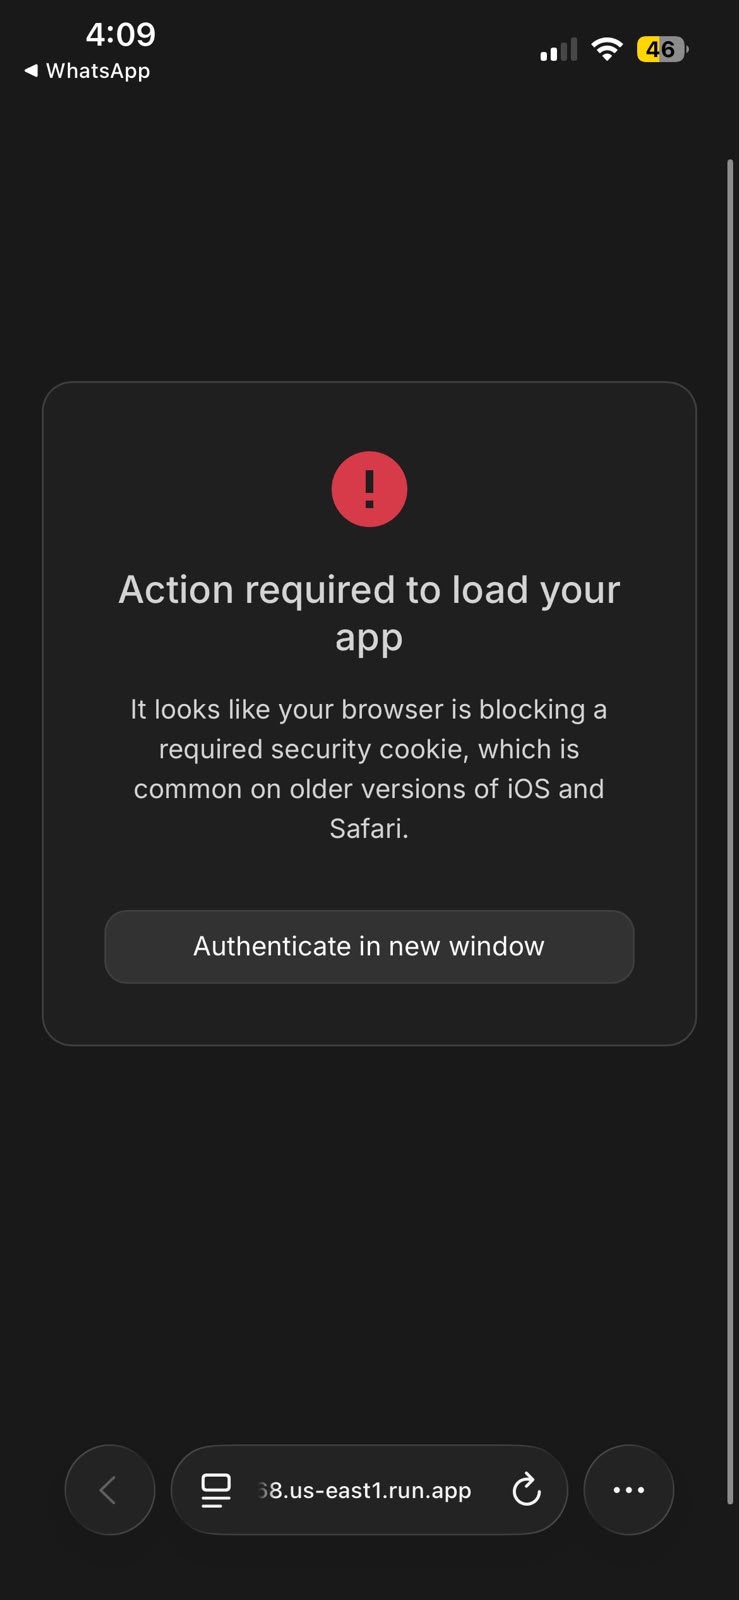 4:09
WhatsApp
46
Action required to load your
app
It looks like your browser is blocking a
required security cookie, which is
common on older versions of iOS and
Safari.
Authenticate in new window
68.us-east1.run.app